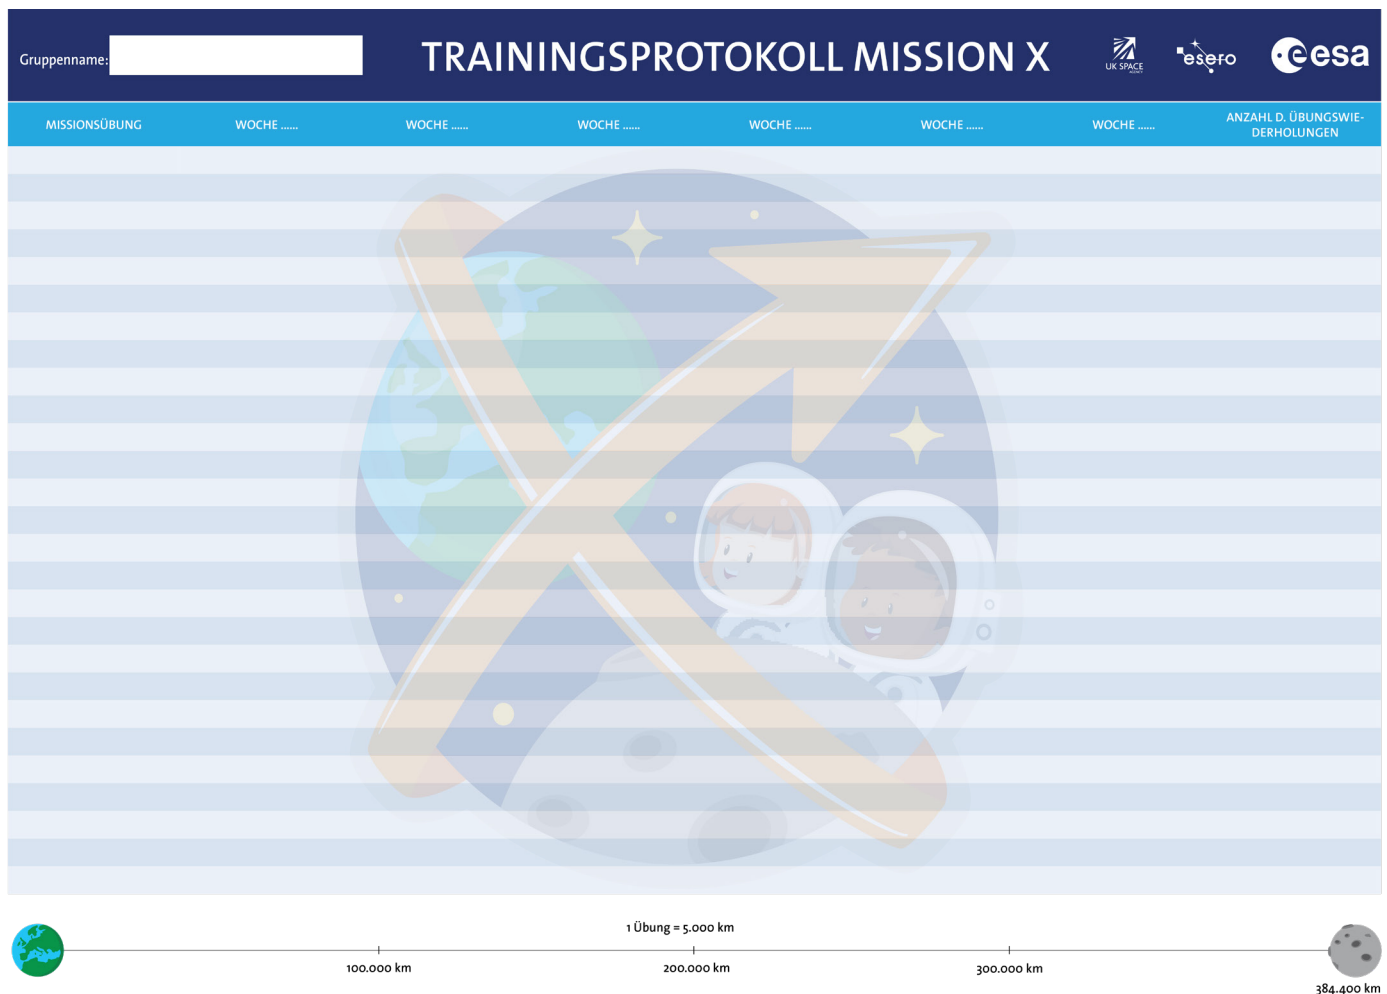 Gruppenname:
TRAININGSPROTOKOLL MISSION X
UK SPACE
AGENCY
esero
esa
MISSIONSÜBUNG
WOCHE ......
WOCHE ......
WOCHE ......
WOCHE ......
WOCHE ......
WOCHE ......
ANZAHL D. ÜBUNGSWIE-
DERHOLUNGEN
1 Übung = 5.000 km
100.000 km
200.000 km
300.000 km
384.400 km